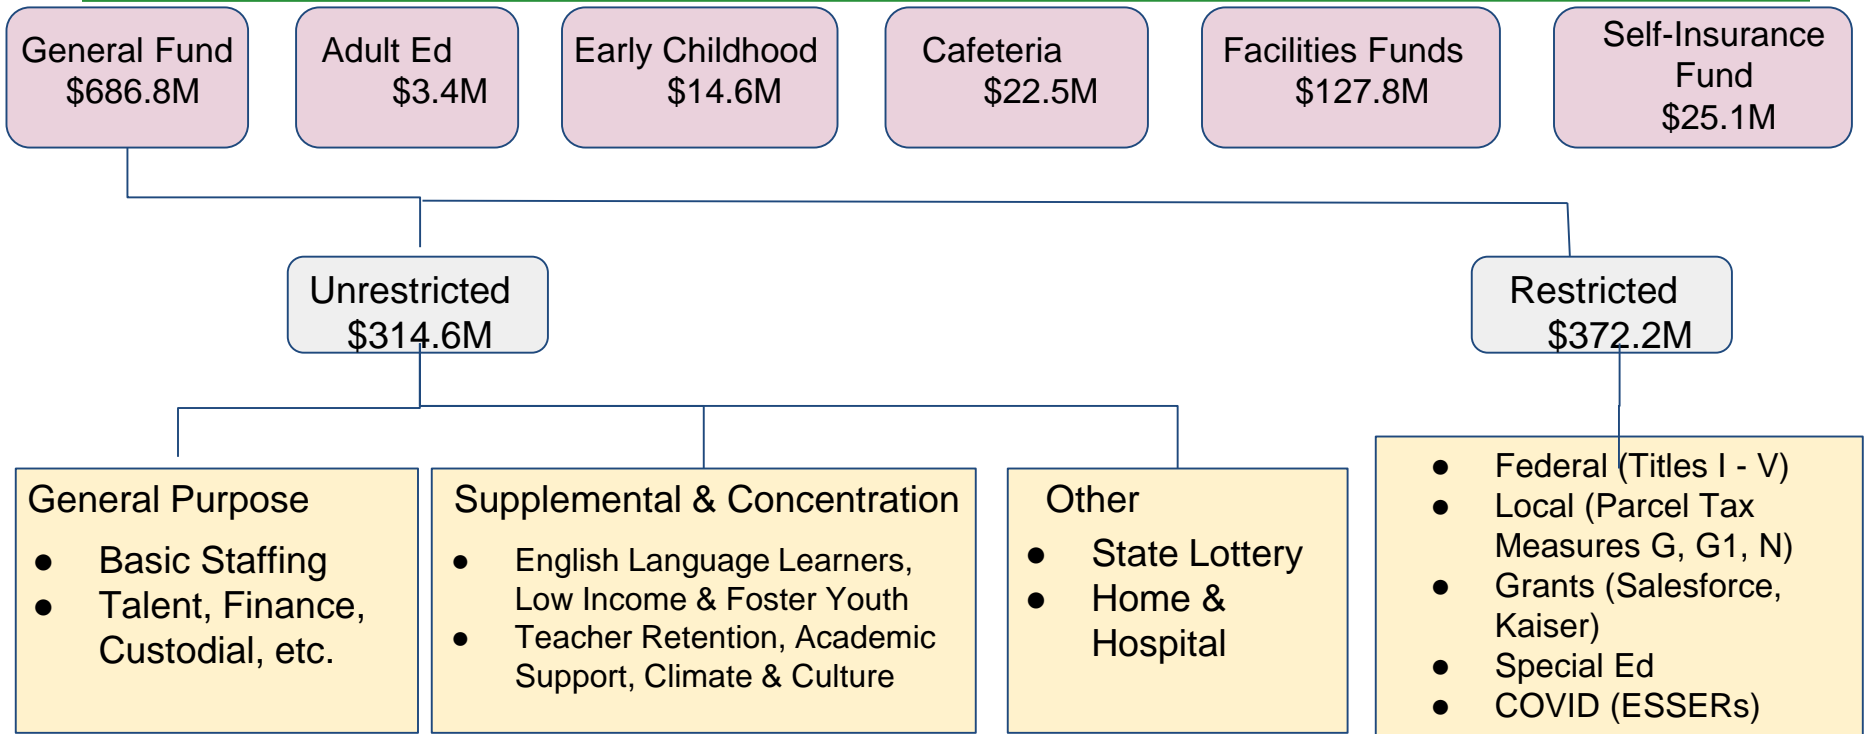 General Fund
$686.8M
Adult Ed
$3.4M
Early Childhood
$14.6M
Cafeteria
$22.5M
Facilities Funds
$127.8M
Self-Insurance
Fund
$25.1M
Unrestricted
$314.6M
Restricted
$372.2M
General Purpose
● Basic Staffing
● Talent, Finance,
Custodial, etc.
Supplemental & Concentration
● English Language Learners,
Low Income & Foster Youth
● Teacher Retention, Academic
Support, Climate & Culture
Other
● State Lottery
● Home &
Hospital
● Federal (Titles I - V)
● Local (Parcel Tax
Measures G, G1, N)
● Grants (Salesforce,
Kaiser)
● Special Ed
● COVID (ESSERs)